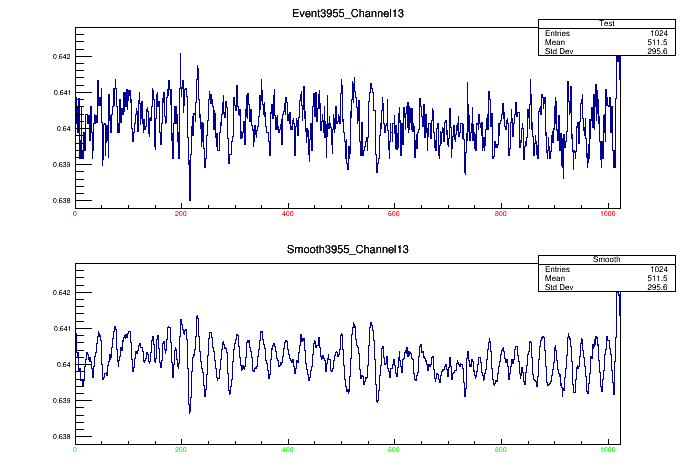 Event3955_Channel13
Test
Entries 1024
Mean 511.5
Std Dev 295.6
0.642
0.641
0.64
0.639
0.638
0 200 400 600 800 1000
Smooth3955_Channel13
Smooth
Entries 1024
Mean 511.5
Std Dev 295.6
0.642
0.641
0.64
0.639
0.638
0 200 400 600 800 1000